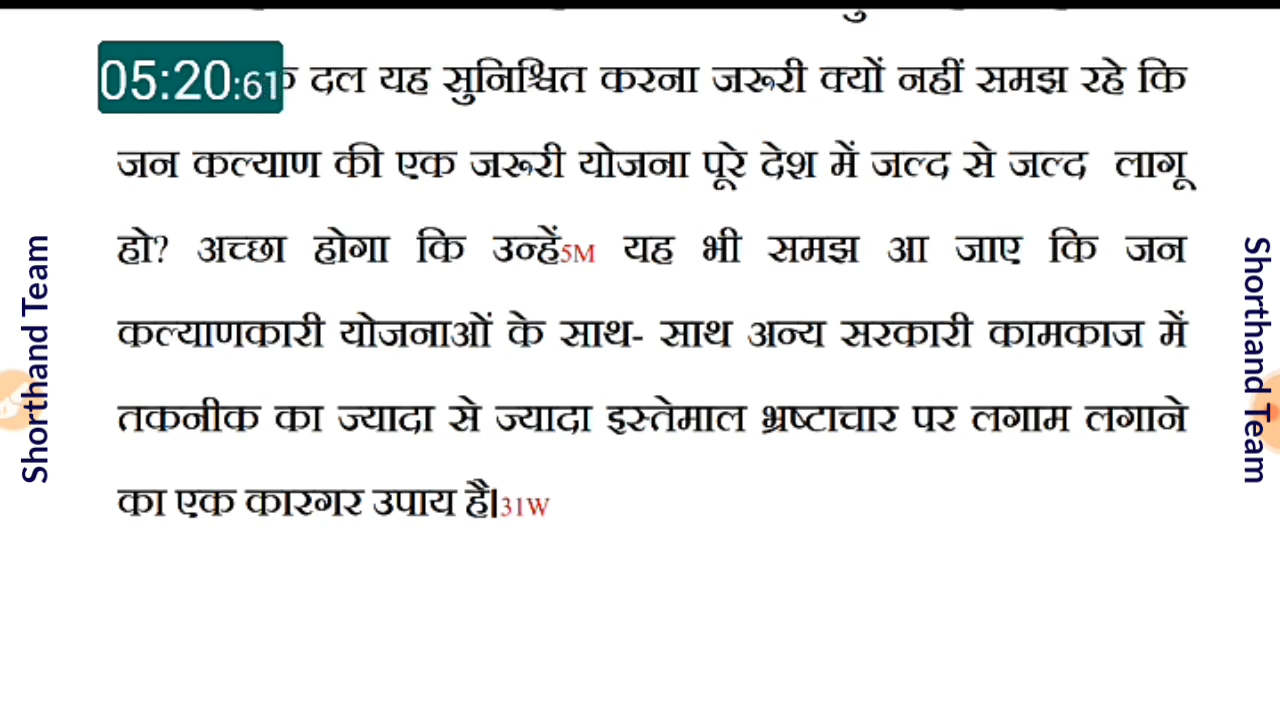 05:20:61 दल यह सुनिश्चित करना जरूरी क्यों नहीं समझ रहे कि
जन कल्याण की एक जरूरी योजना पूरे देश में जल्द से जल्द लागू
हो? अच्छा होगा कि उन्हें5M यह भी समझ आ जाए कि जन
कल्याणकारी योजनाओं के साथ- साथ अन्य सरकारी कामकाज में
तकनीक का ज्यादा से ज्यादा इस्तेमाल भ्रष्टाचार पर लगाम लगाने
का एक कारगर उपाय है।31W
Shorthand Team
Shorthand Team